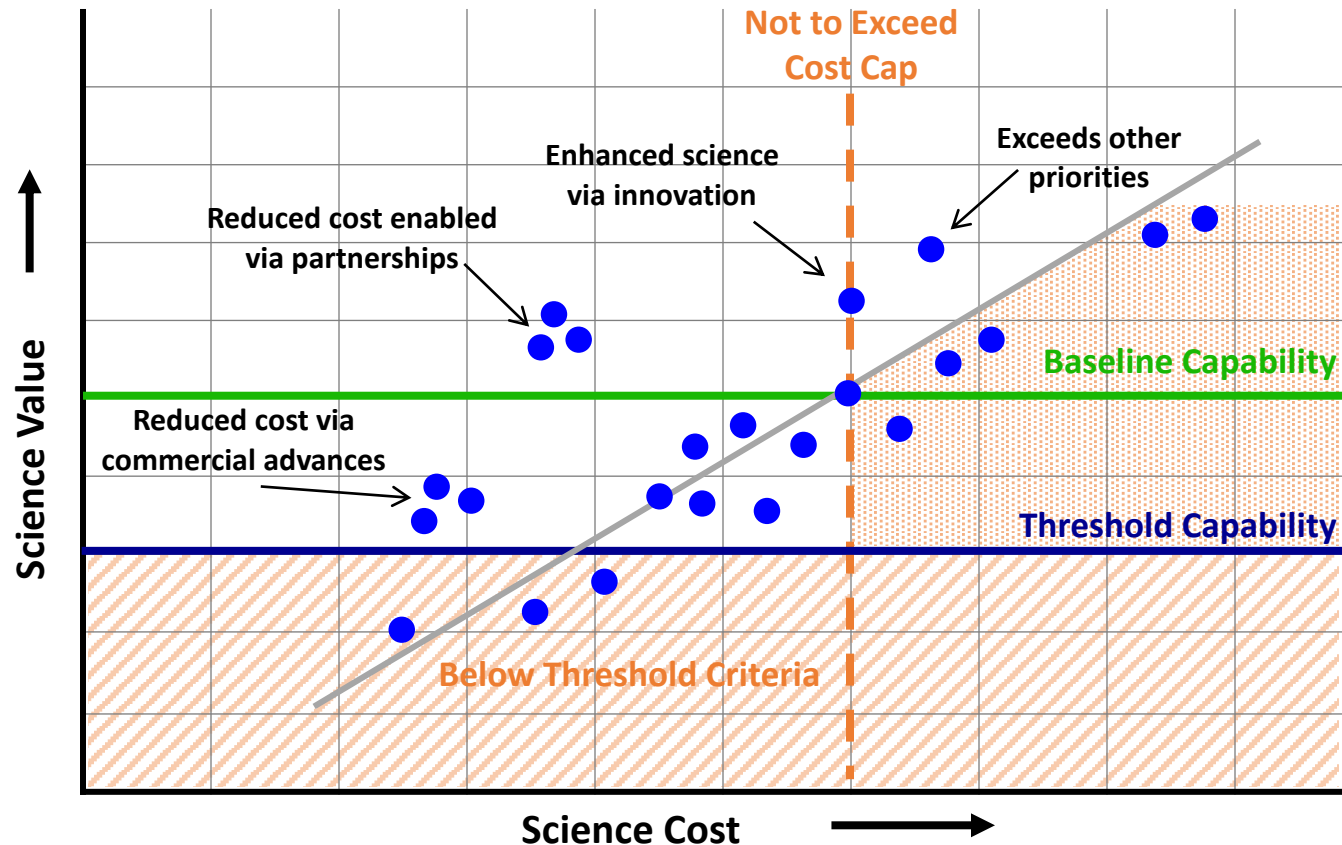 Not to Exceed
Cost Cap
Exceeds other
priorities
Enhanced science
via innovation
Reduced cost enabled
via partnerships
Baseline Capability
Reduced cost via
commercial advances
Threshold Capability
Below Threshold Criteria
Science Value
Science Cost